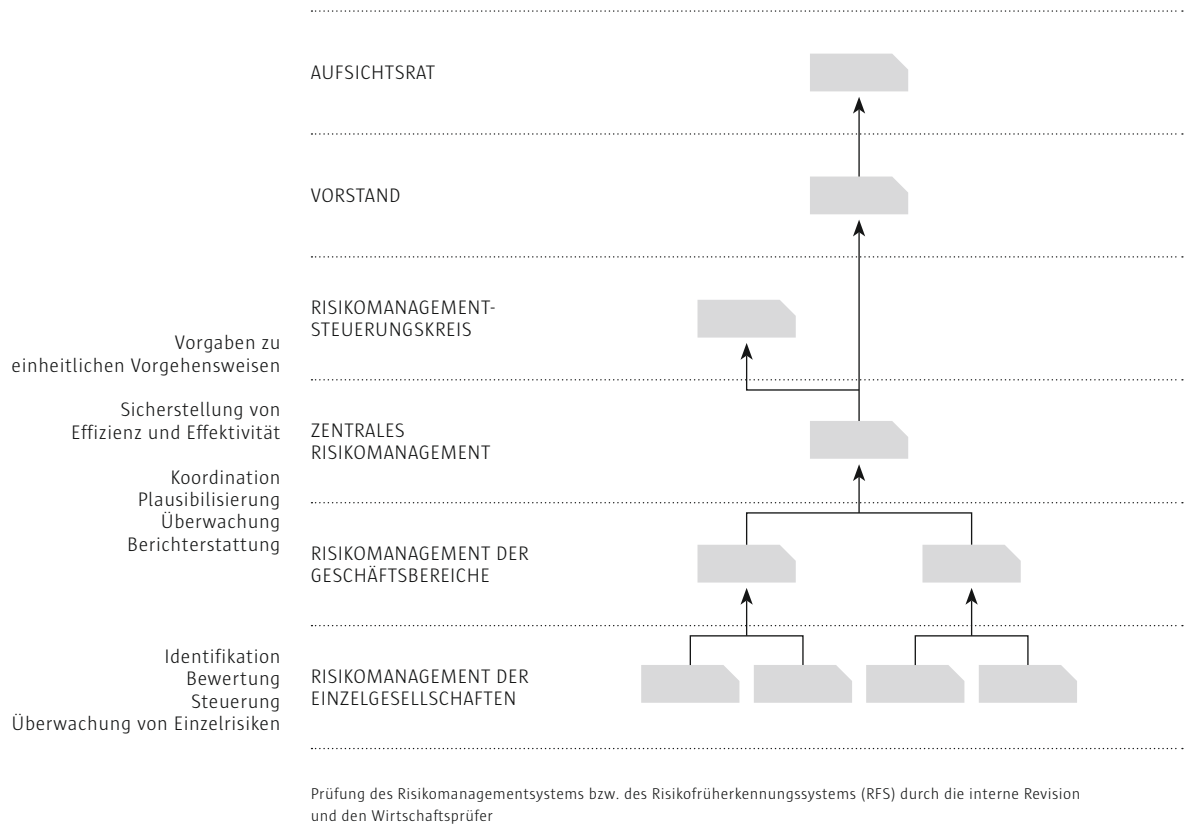 AUFSICHTSRAT
VORSTAND
RISIKOMANAGEMENT-
STEUERUNGSKREIS
Vorgaben zu
einheitlichen Vorgehensweisen
Sicherstellung von
Effizienz und Effektivität
ZENTRALES
RISIKOMANAGEMENT
Koordination
Plausibilisierung
Überwachung
Berichterstattung
RISIKOMANAGEMENT DER
GESCHÄFTSBEREICHE
Identifikation
Bewertung
Steuerung
Überwachung von Einzelrisiken
RISIKOMANAGEMENT DER
EINZELGESELLSCHAFTEN
Prüfung des Risikomanagementsystems bzw. des Risikofrüherkennungssystems (RFS) durch die interne Revision
und den Wirtschaftsprüfer